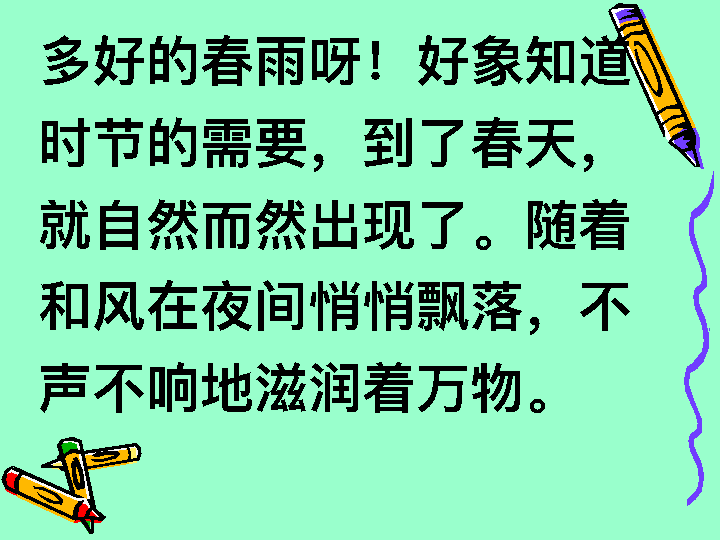 多好的春雨呀！好象知道
时节的需要，到了春天，
就自然而然出现了。随着
和风在夜间悄悄飘落，不
声不响地滋润着万物。